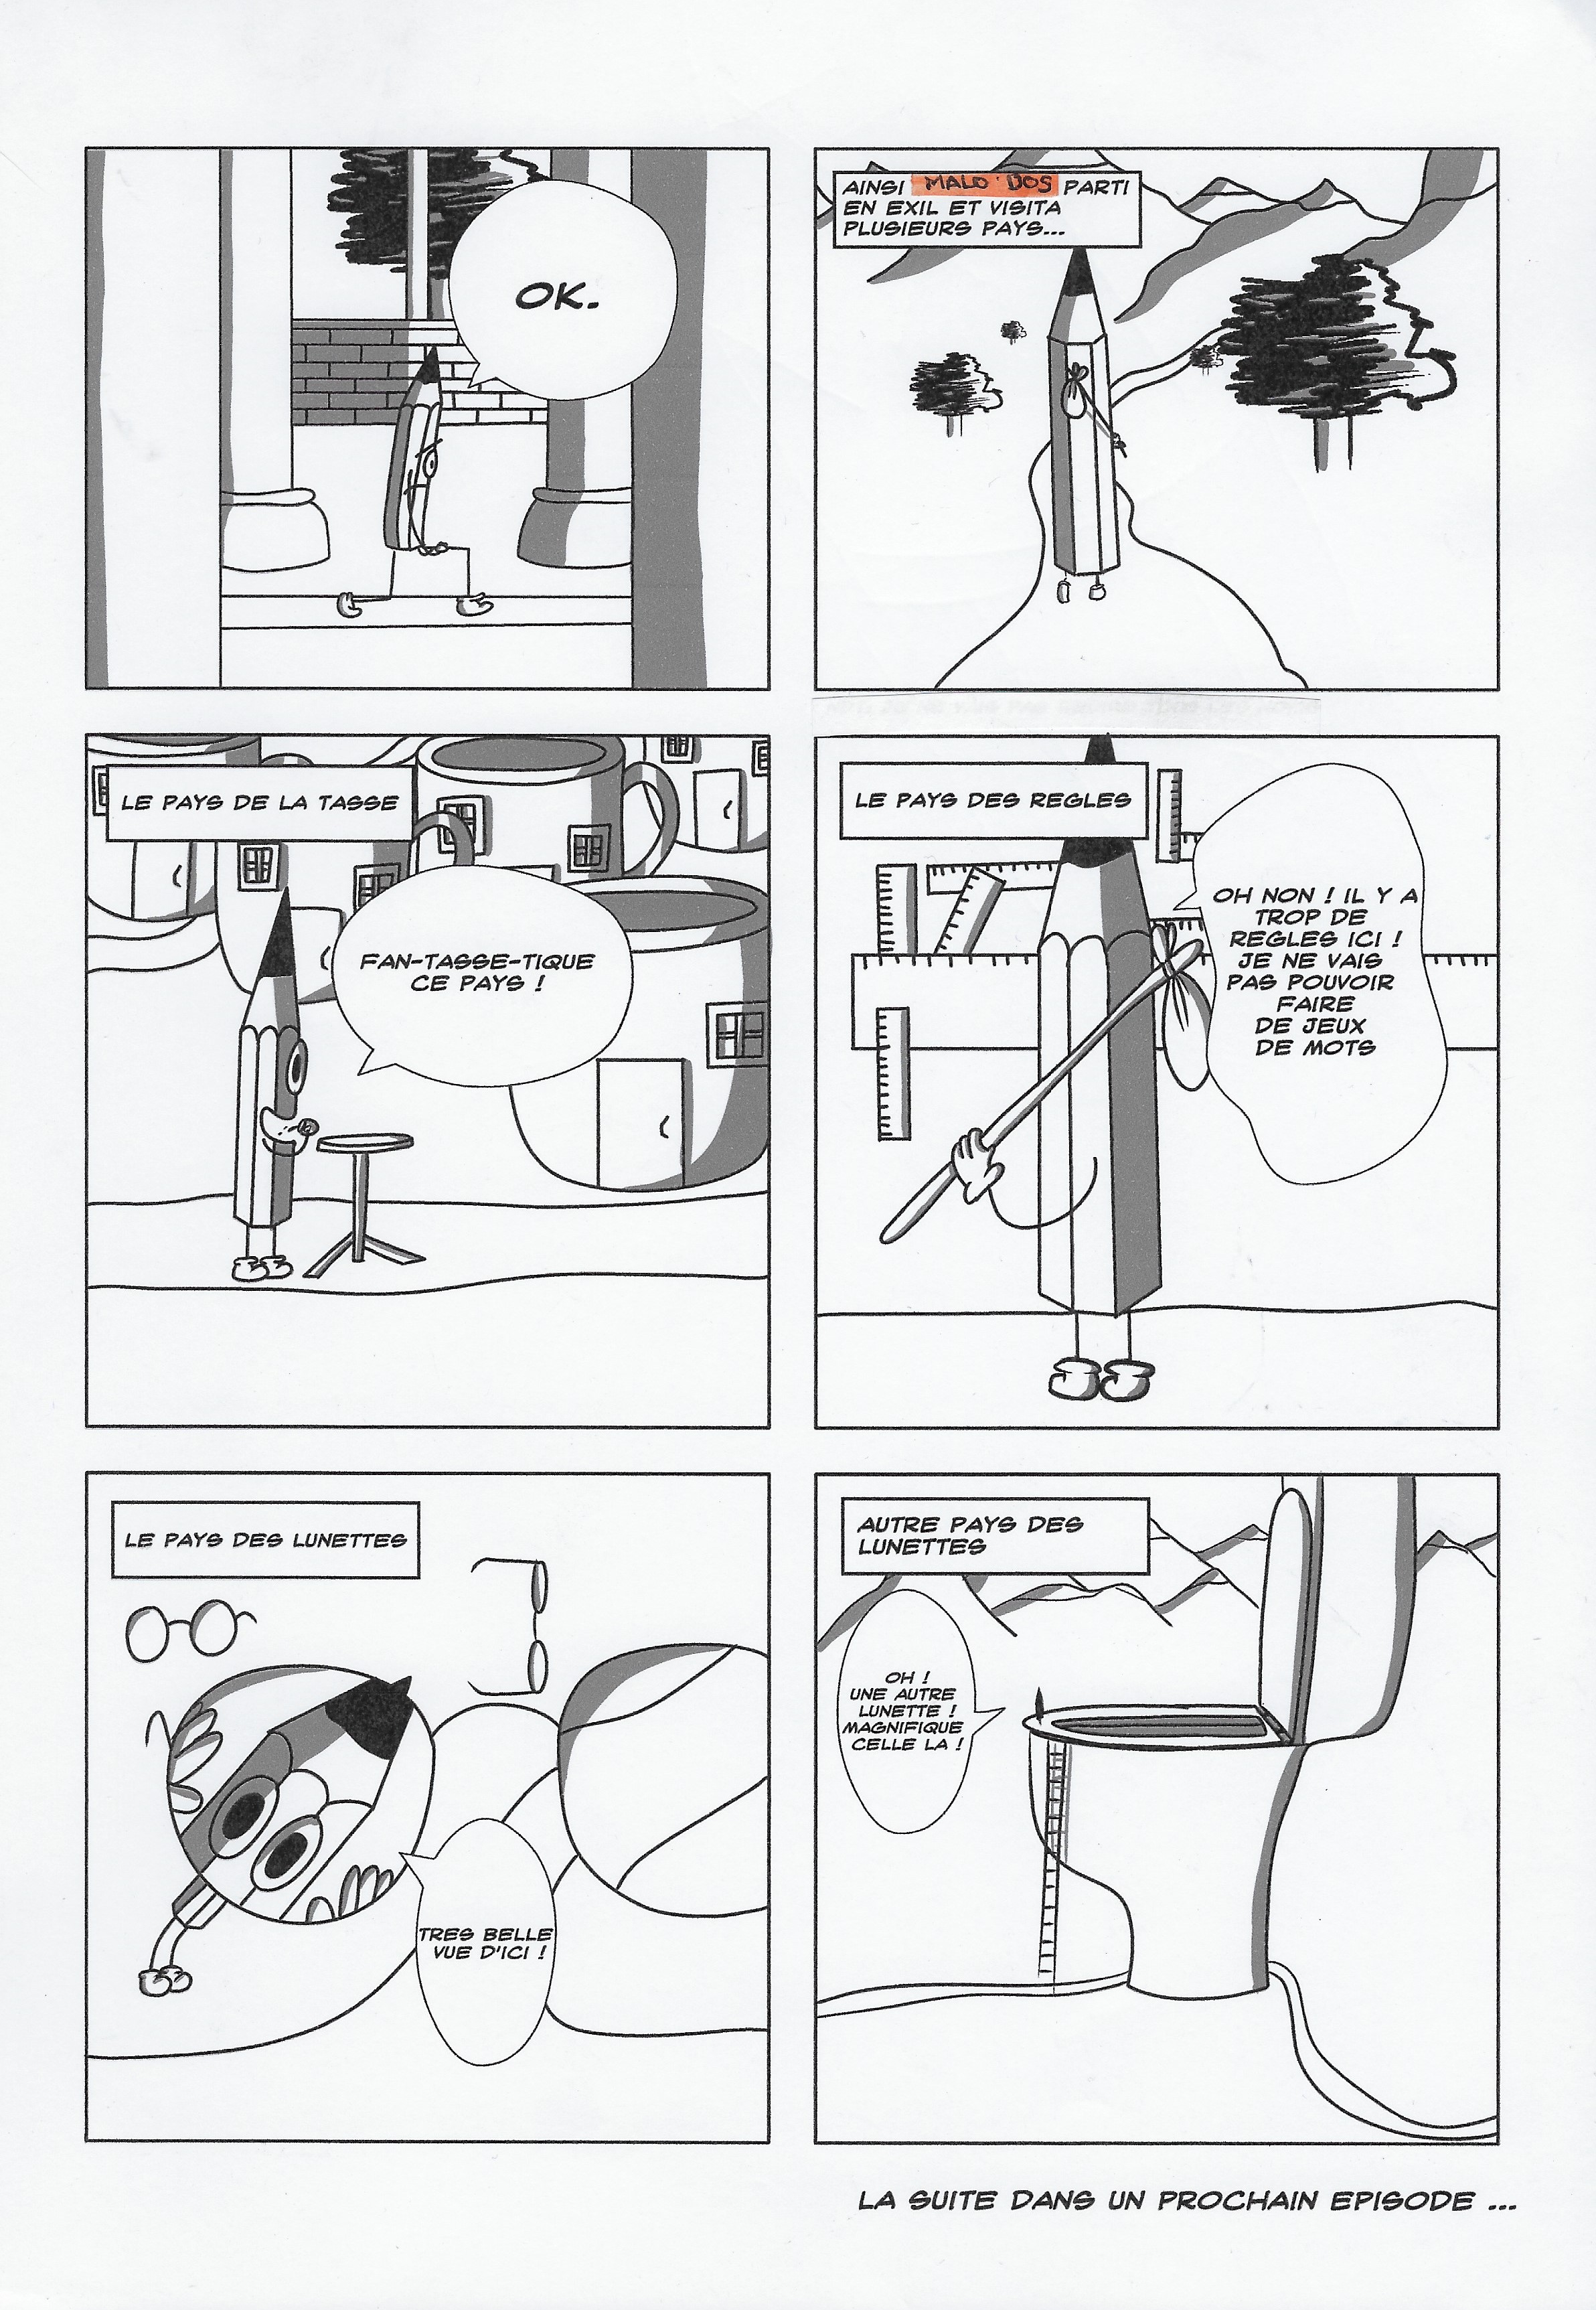 OK.
AINSI MALO'DOS PARTI
EN EXIL ET VISITA
PLUSIEURS PAYS...
LE PAYS DE LA TASSE
FAN-TASSE-TIQUE
CE PAYS !
LE PAYS DES REGLES
OH NON ! IL Y A
TROP DE
REGLES ICI !
JE NE VAIS
PAS POUVOIR
FAIRE
DE JEUX
DE MOTS
LE PAYS DES LUNETTES
TRES BELLE
VUE D'ICI !
AUTRE PAYS DES
LUNETTES
OH !
UNE AUTRE
LUNETTE !
MAGNIFIQUE
CELLE LA !
LA SUITE DANS UN PROCHAIN EPISODE ...